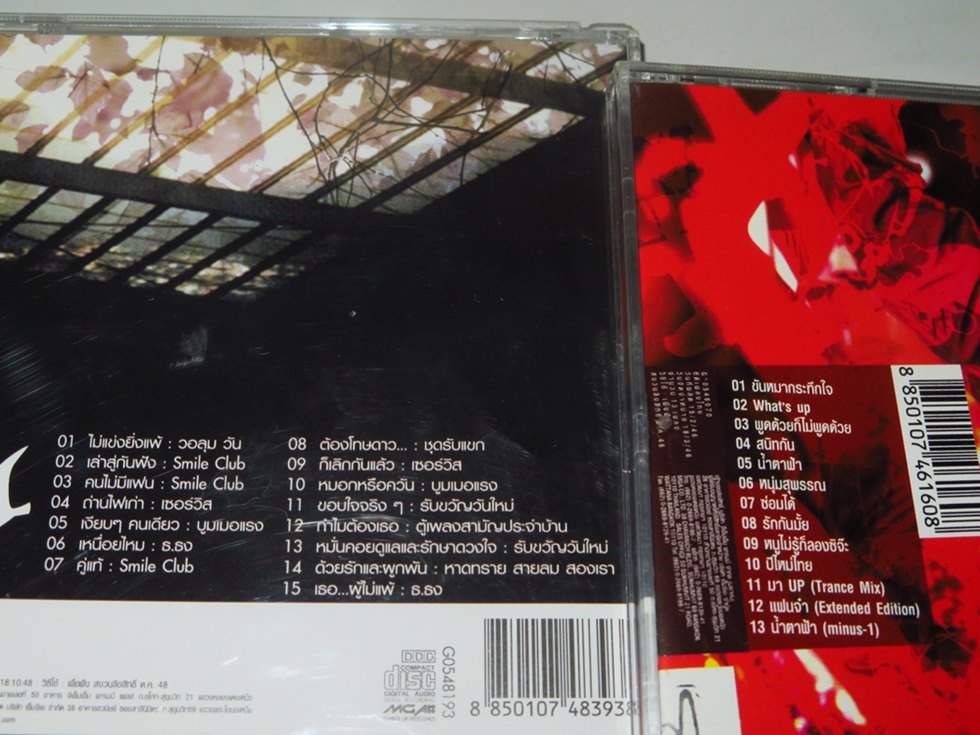 01 ไม่แข่งยิ่งแพ้ : วอลุม วัน
02 เล่าสู่กันฟัง : Smile Club
03 คนไม่มีแฟน : Smile Club
04 ถ่านไฟเก่า : เซอร์วิส
05 เงียบๆ คนเดียว : บูมเมอแรง
06 เหนื่อยไหม : ธ.ธง
07 คู่แท้ : Smile Club
08 ต้องโทษดาว... : ชุดรับแขก
09 ก็เลิกกันแล้ว : เซอร์วิส
10 หมอกหรือควัน : บูมเมอแรง
11 ขอบใจจริง ๆ : รับขวัญวันใหม่
12 ทำไมต้องเธอ : ตู้เพลงสามัญประจำบ้าน
13 หมั่นคอยดูแลและรักษาดวงใจ : รับขวัญวันใหม่
14 ด้วยรักและผูกพัน : หาดทราย สายลม สองเรา
15 เธอ...ผู้ไม่แพ้ : ธ.ธง
COMPACT
disc
DIGITAL AUDIO
MGA
G0548193
8 850107 483938
01 ขันหมากระทึกใจ
02 What's up
03 พูดด้วยก็ไม่พูดด้วย
04 สนิทกัน
05 น้ำตาฟ้า
06 หนุ่มสุพรรณ
07 ซ่อมได้
08 รักกันมั้ย
09 หนูไม่รู้ก็ลองซิจ๊ะ
10 ปีใหม่ไทย
11 มา UP (Trance Mix)
12 แฟนจ๋า (Extended Edition)
13 น้ำตาฟ้า (minus-1)
8 850107 461608